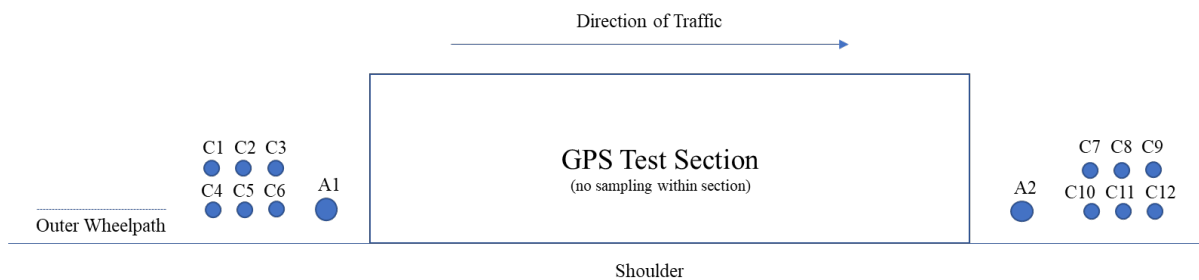 Direction of Traffic
C1 C2 C3
C4 C5 C6
A1
Outer Wheelpath
GPS Test Section
(no sampling within section)
A2
C7 C8 C9
C10 C11 C12
Shoulder